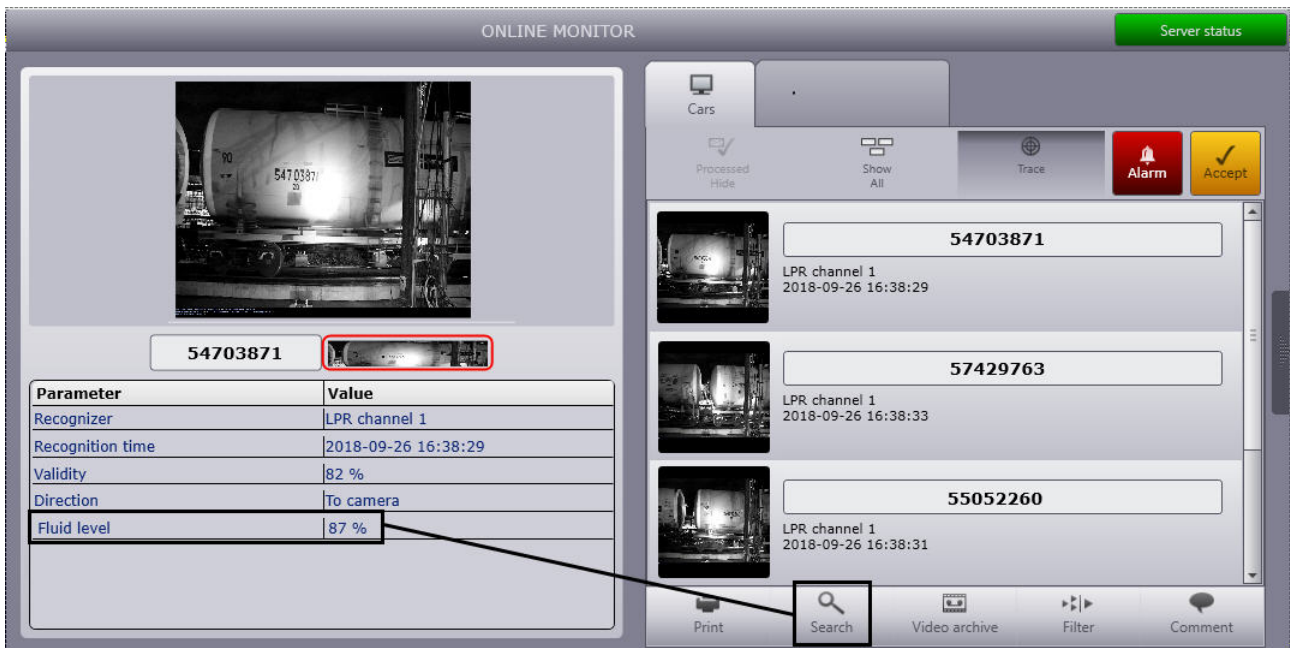 ONLINE MONITOR
Server status
90
54703871
20
54703871
Parameter Value
Recognizer LPR channel 1
Recognition time 2018-09-26 16:38:29
Validity 82 %
Direction To camera
Fluid level 87 %
Cars
.
Processed
Hide
Show
All
Trace
Alarm
Accept
54703871
LPR channel 1
2018-09-26 16:38:29
57429763
LPR channel 1
2018-09-26 16:38:33
55052260
LPR channel 1
2018-09-26 16:38:31
Print
Search
Video archive
Filter
Comment